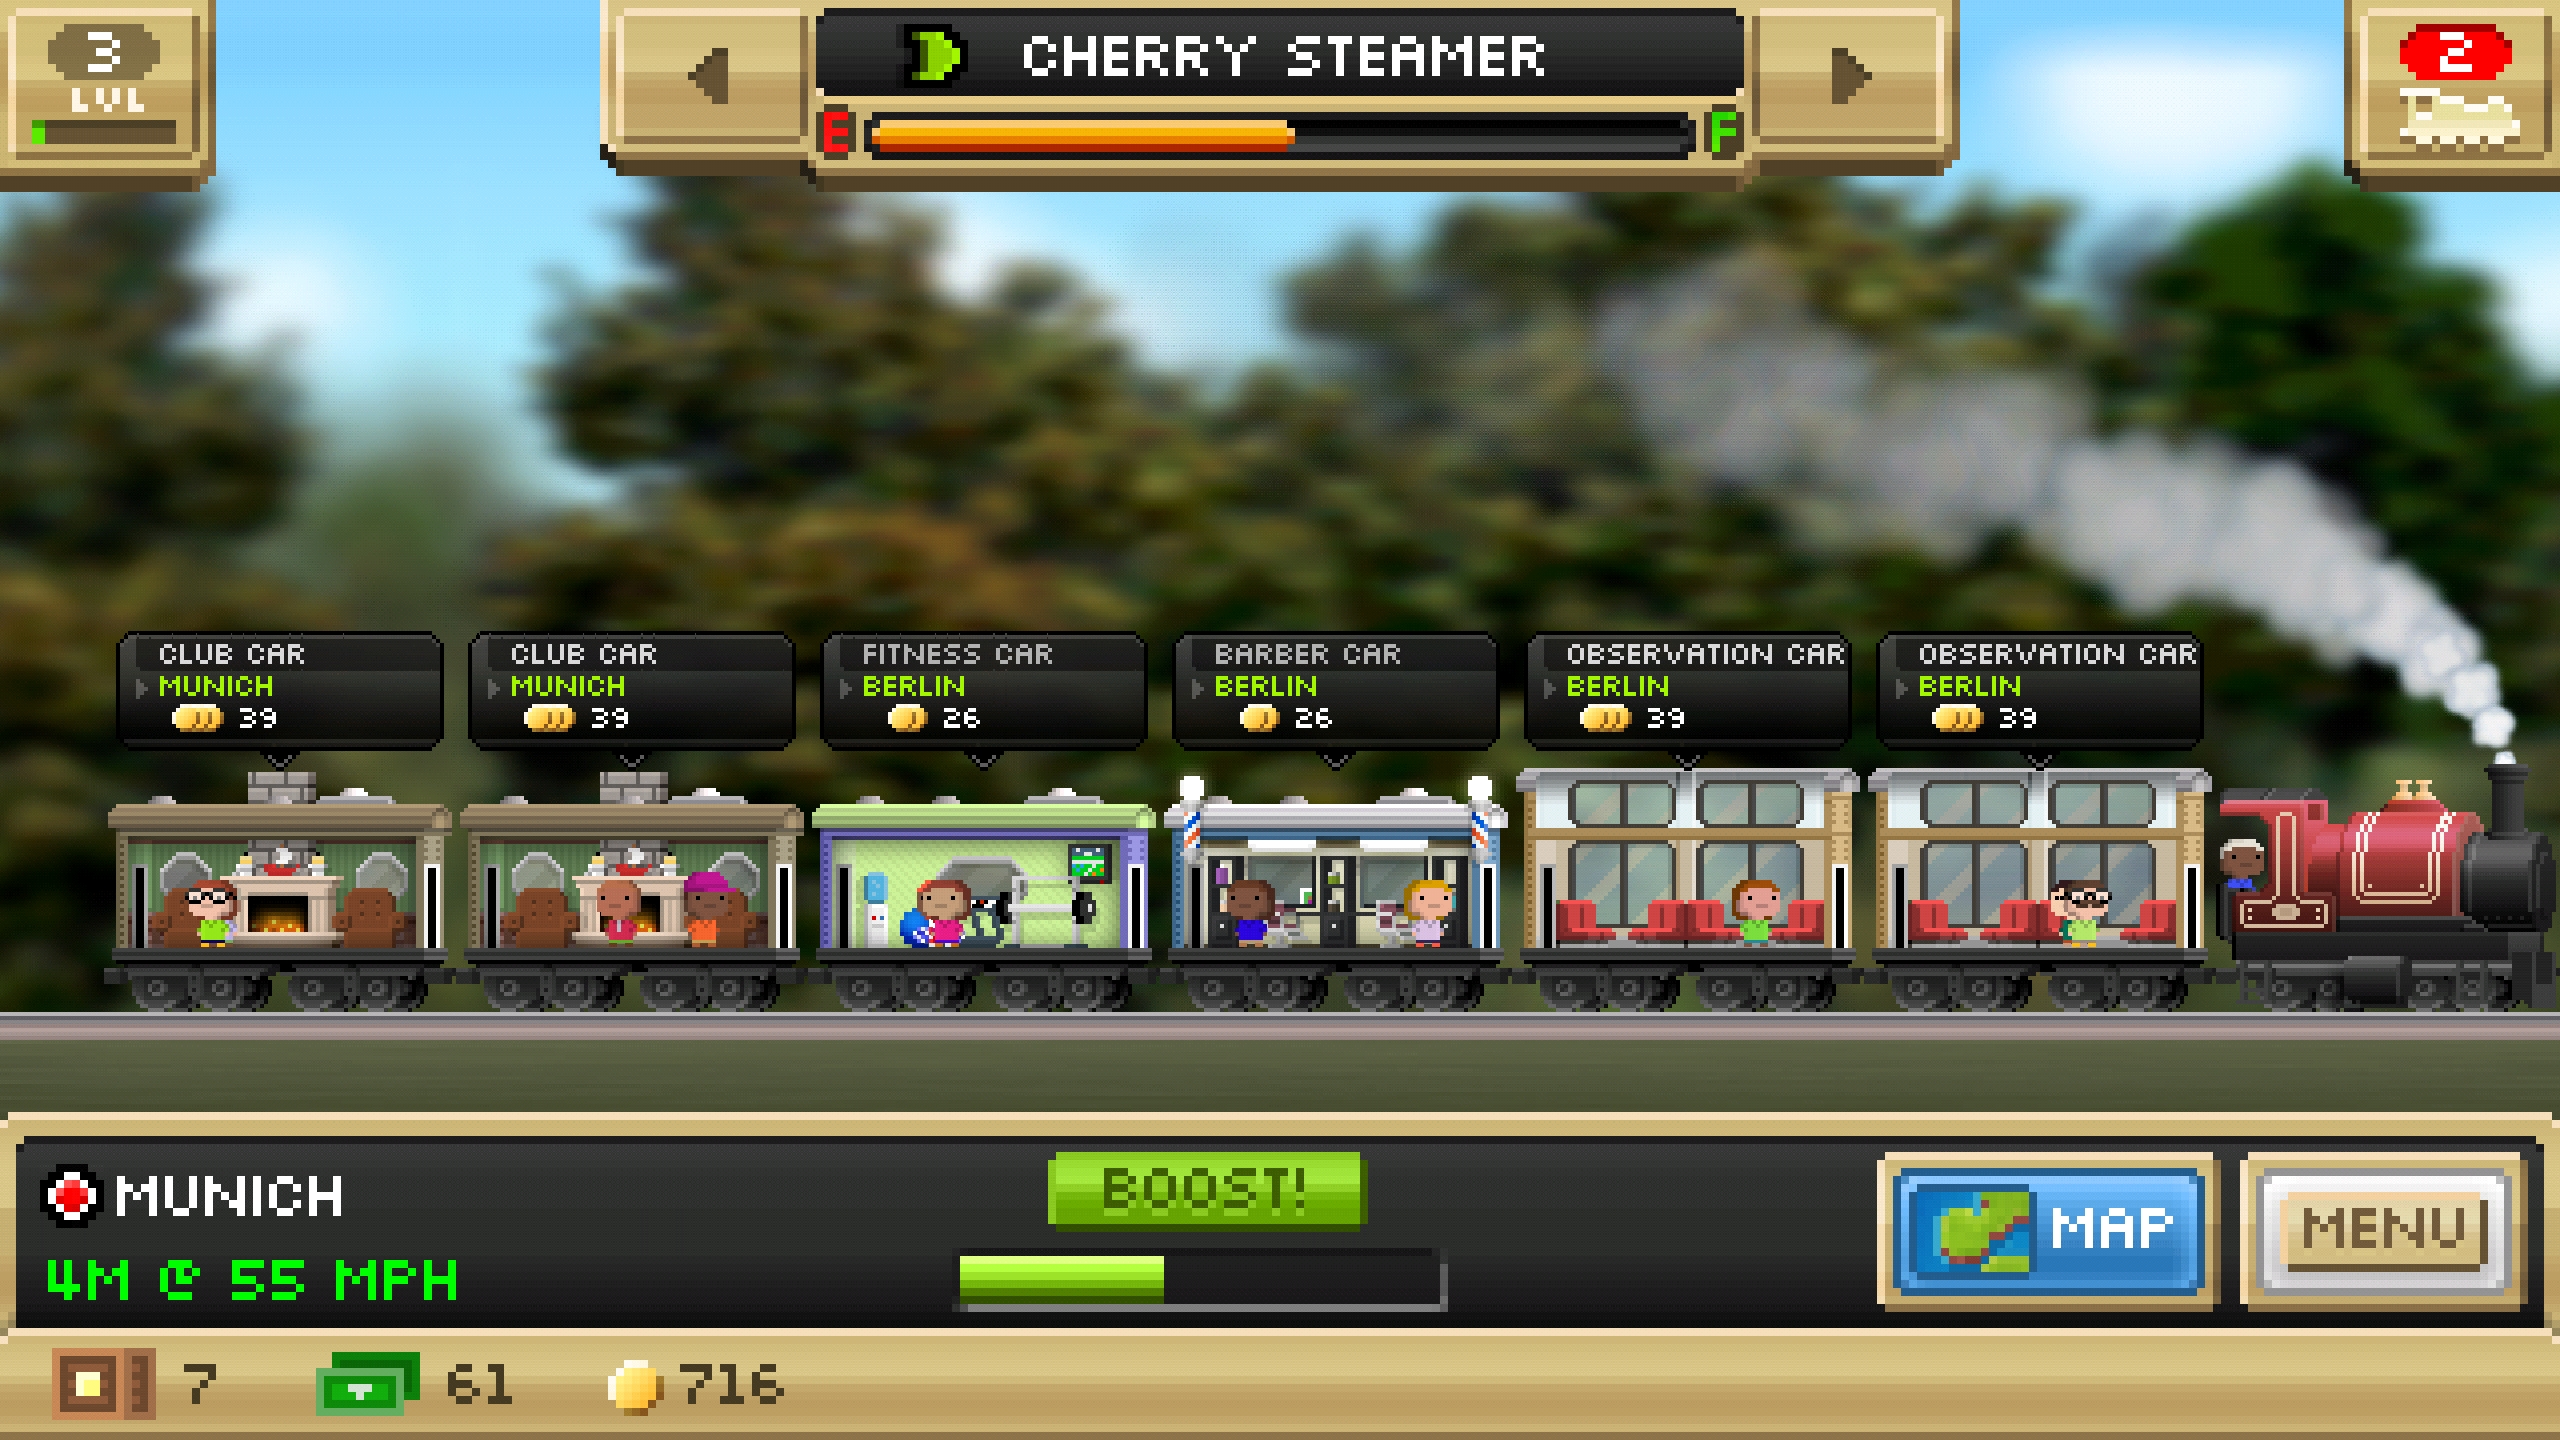 3
LVL
CHERRY STEAMER
E F
2
CLUB CAR
MUNICH
39
CLUB CAR
MUNICH
39
FITNESS CAR
BERLIN
26
BARBER CAR
BERLIN
26
OBSERVATION CAR
BERLIN
39
OBSERVATION CAR
BERLIN
39
MUNICH
4M @ 55 MPH
BOOST!
MAP
MENU
7
61
716